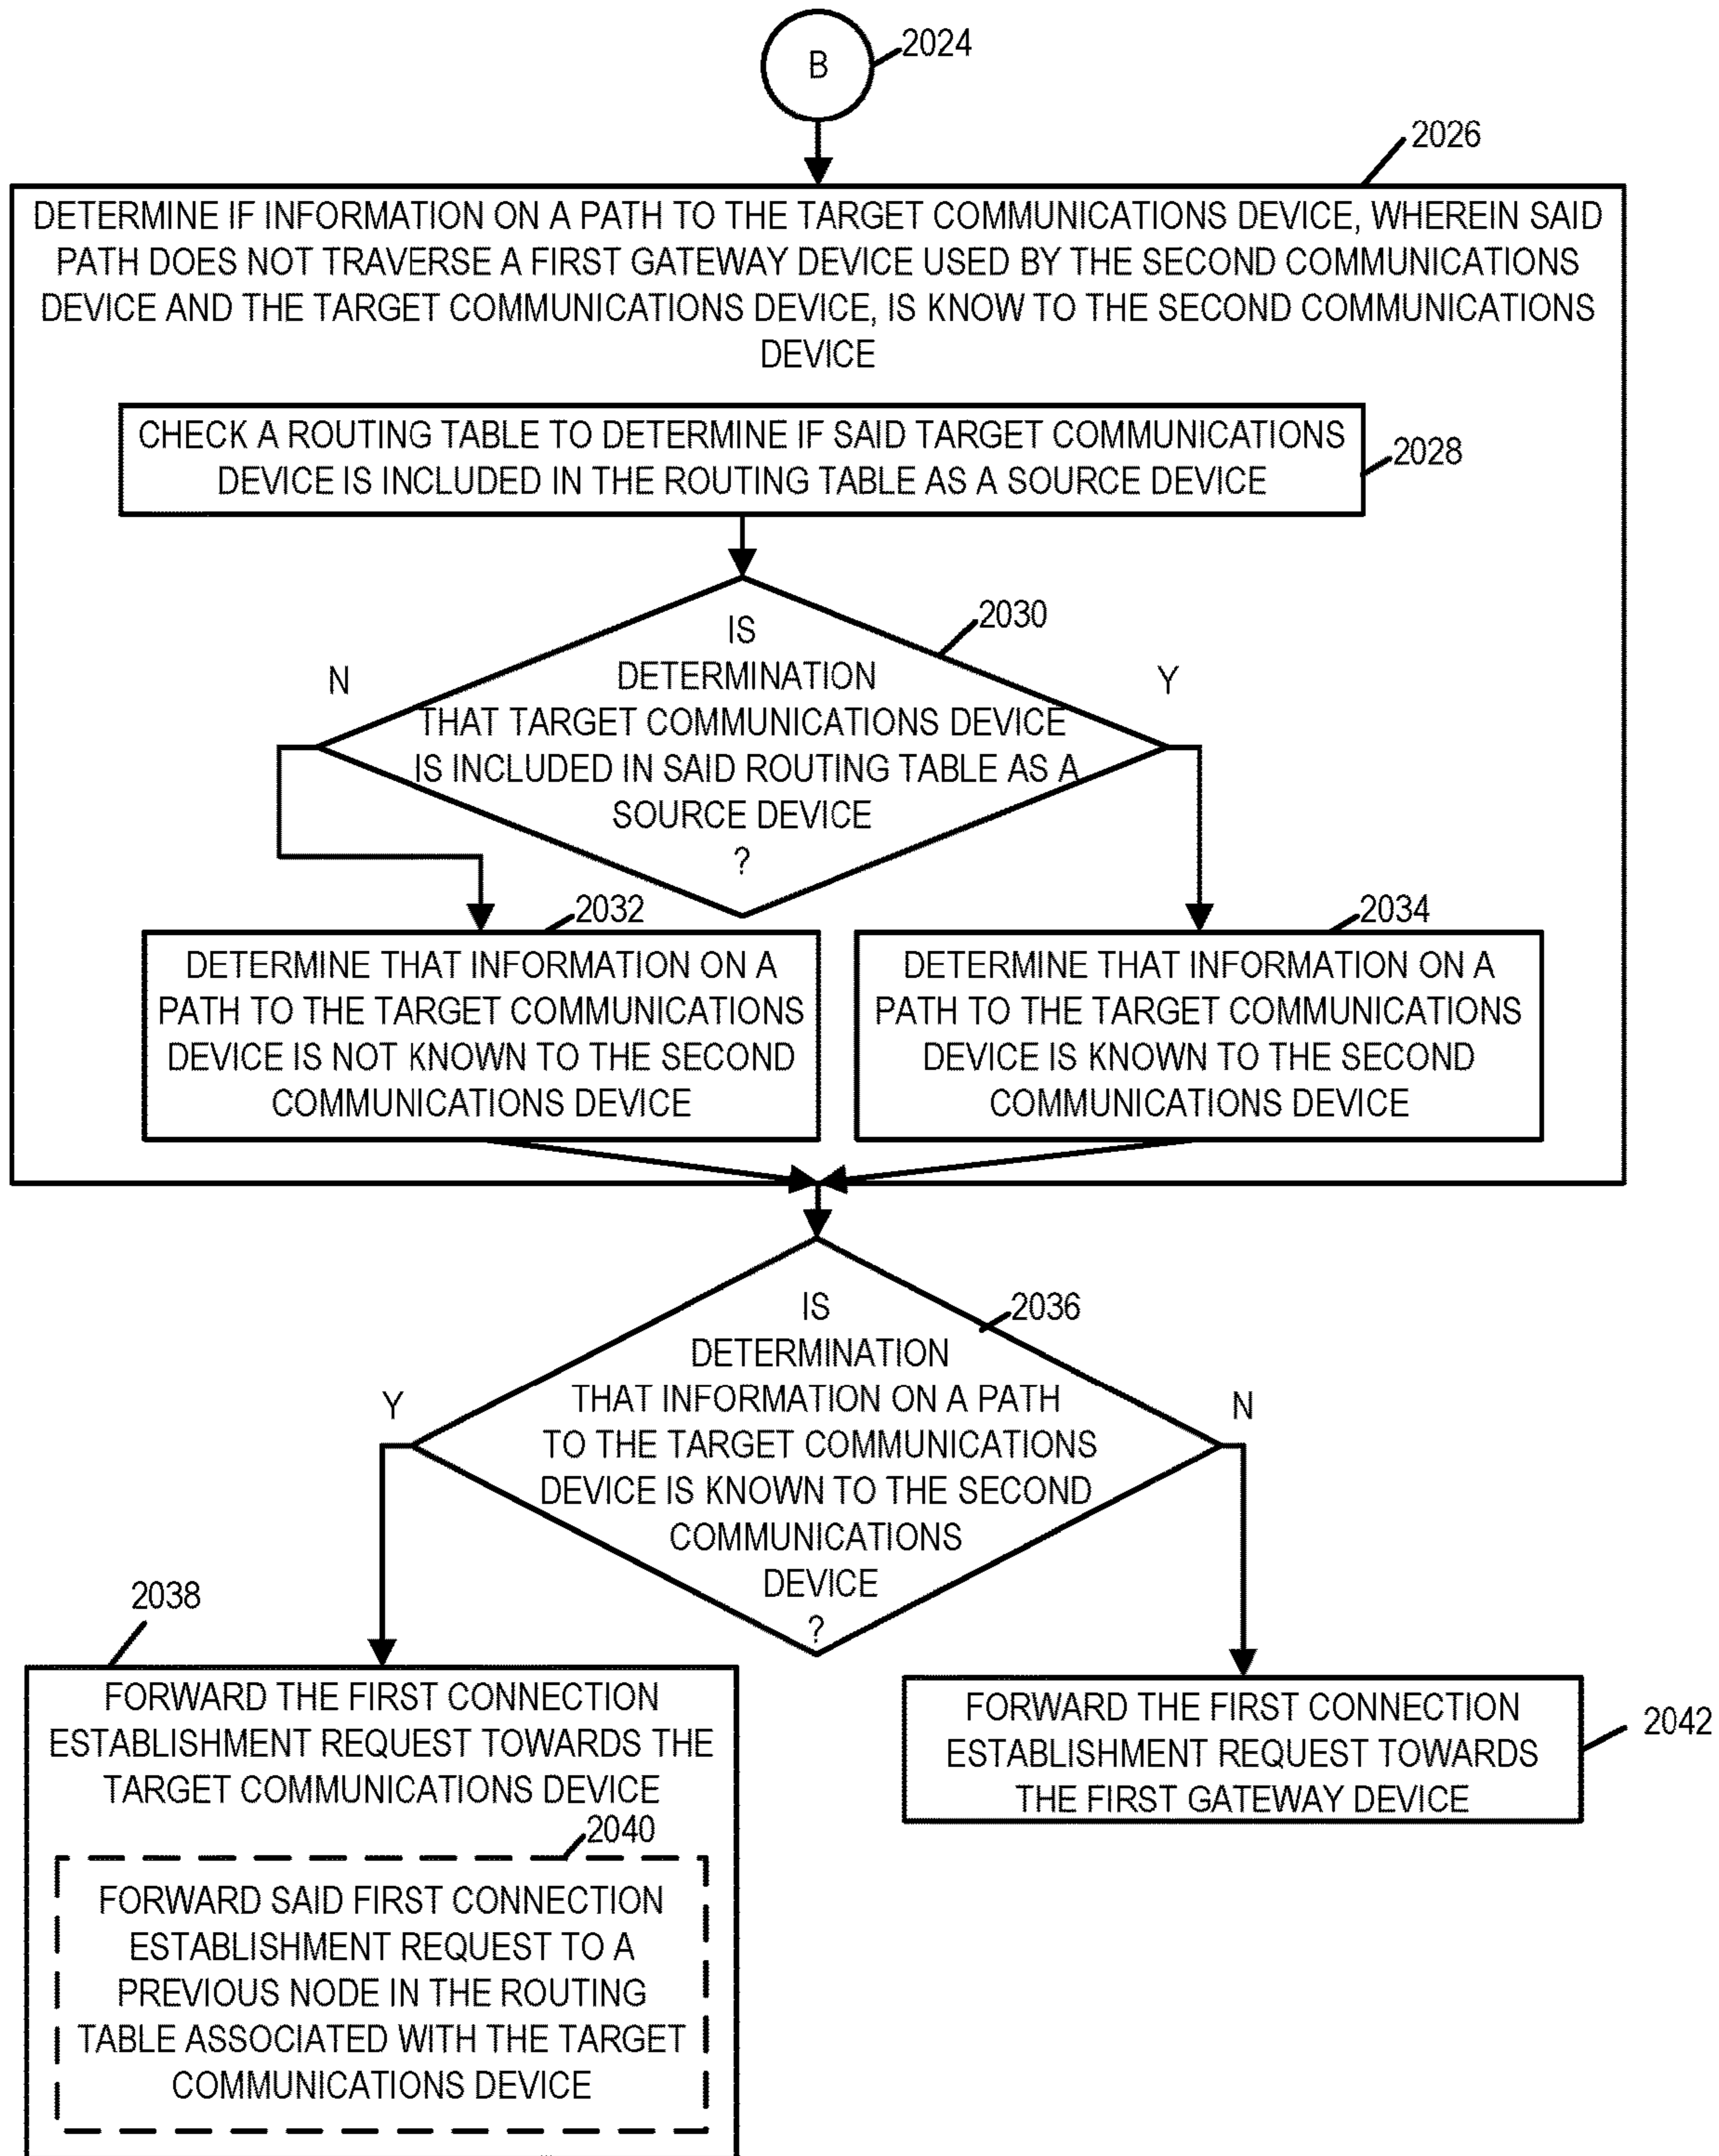 B
2024
2026
DETERMINE IF INFORMATION ON A PATH TO THE TARGET COMMUNICATIONS DEVICE, WHEREIN SAID
PATH DOES NOT TRAVERSE A FIRST GATEWAY DEVICE USED BY THE SECOND COMMUNICATIONS
DEVICE AND THE TARGET COMMUNICATIONS DEVICE, IS KNOW TO THE SECOND COMMUNICATIONS
DEVICE
CHECK A ROUTING TABLE TO DETERMINE IF SAID TARGET COMMUNICATIONS
DEVICE IS INCLUDED IN THE ROUTING TABLE AS A SOURCE DEVICE
2028
2030
IS
DETERMINATION
THAT TARGET COMMUNICATIONS DEVICE
IS INCLUDED IN SAID ROUTING TABLE AS A
SOURCE DEVICE
?
N
Y
2032
DETERMINE THAT INFORMATION ON A
PATH TO THE TARGET COMMUNICATIONS
DEVICE IS NOT KNOWN TO THE SECOND
COMMUNICATIONS DEVICE
2034
DETERMINE THAT INFORMATION ON A
PATH TO THE TARGET COMMUNICATIONS
DEVICE IS KNOWN TO THE SECOND
COMMUNICATIONS DEVICE
2036
IS
DETERMINATION
THAT INFORMATION ON A PATH
TO THE TARGET COMMUNICATIONS
DEVICE IS KNOWN TO THE SECOND
COMMUNICATIONS
DEVICE
?
Y
N
2038
FORWARD THE FIRST CONNECTION
ESTABLISHMENT REQUEST TOWARDS THE
TARGET COMMUNICATIONS DEVICE
2040
FORWARD SAID FIRST CONNECTION
ESTABLISHMENT REQUEST TO A
PREVIOUS NODE IN THE ROUTING
TABLE ASSOCIATED WITH THE TARGET
COMMUNICATIONS DEVICE
FORWARD THE FIRST CONNECTION
ESTABLISHMENT REQUEST TOWARDS
THE FIRST GATEWAY DEVICE
2042